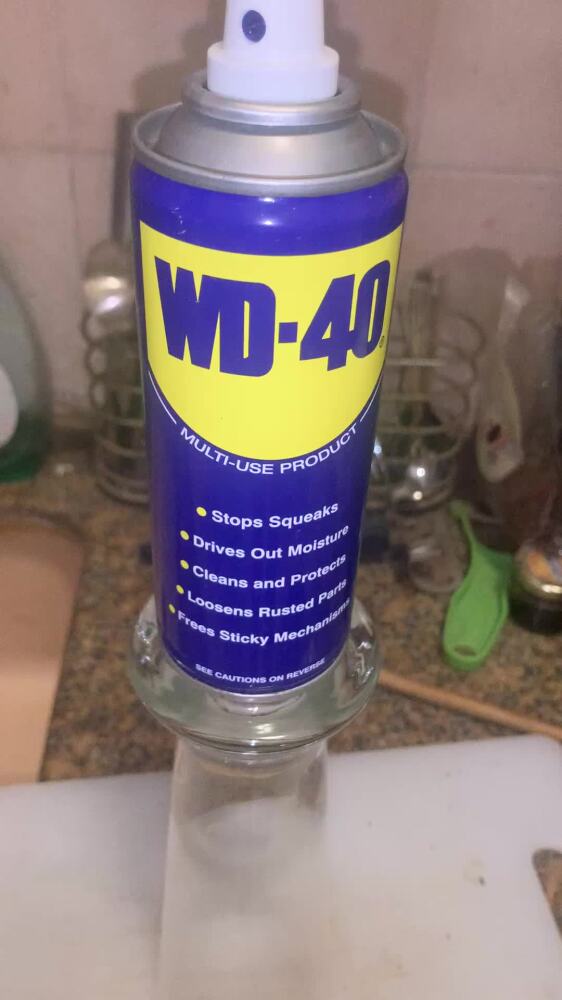 WD-40®
MULTI-USE PRODUCT
• Stops Squeaks
• Drives Out Moisture
• Cleans and Protects
• Loosens Rusted Parts
• Frees Sticky Mechanisms
SEE CAUTIONS ON REVERSE